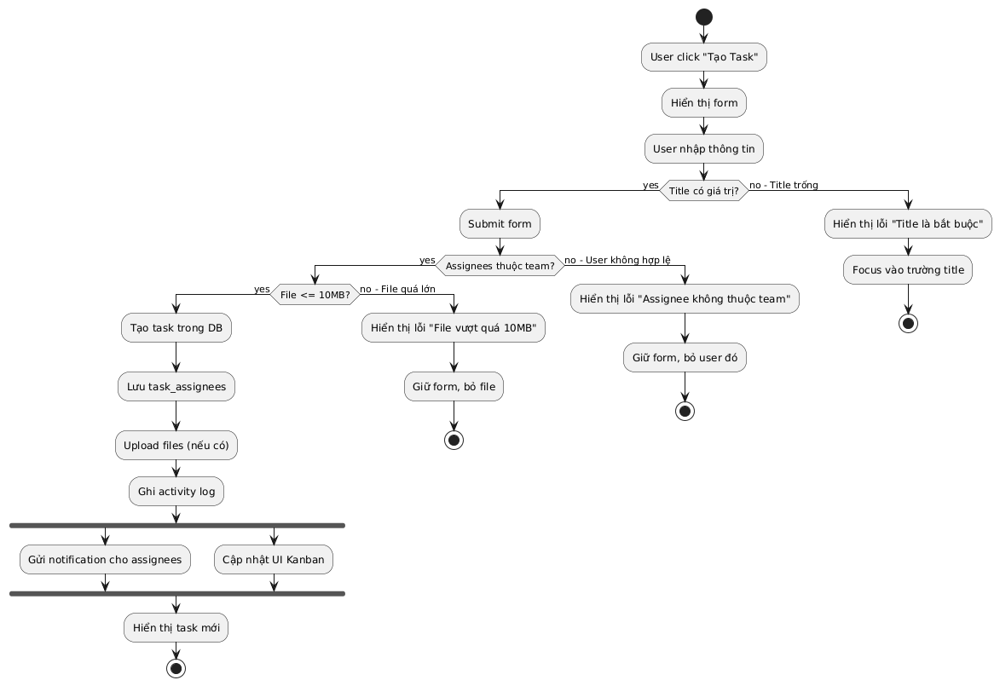 User click "Tạo Task"
Hiển thị form
User nhập thông tin
Title có giá trị?
yes
no - Title trống
Submit form
Hiển thị lỗi "Title là bắt buộc"
Assignees thuộc team?
yes
no - User không hợp lệ
Focus vào trường title
File <= 10MB?
yes
no - File quá lớn
Hiển thị lỗi "Assignee không thuộc team"
Tạo task trong DB
Hiển thị lỗi "File vượt quá 10MB"
Giữ form, bỏ user đó
Lưu task_assignees
Giữ form, bỏ file
Upload files (nếu có)
Ghi activity log
Gửi notification cho assignees
Cập nhật UI Kanban
Hiển thị task mới